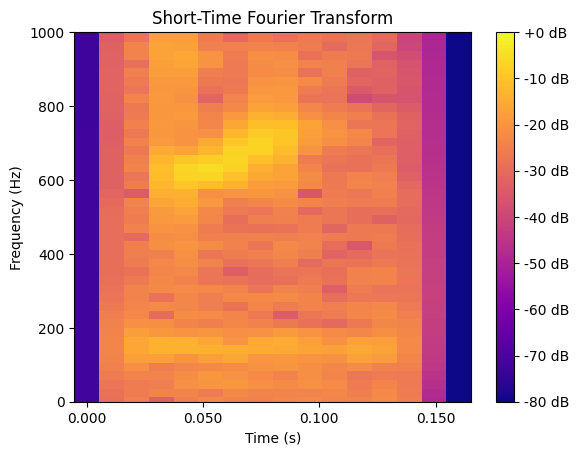 Short-Time Fourier Transform
1000
800
600
400
200
0
Frequency (Hz)
0.000
0.050
0.100
0.150
Time (s)
+0 dB
-10 dB
-20 dB
-30 dB
-40 dB
-50 dB
-60 dB
-70 dB
-80 dB